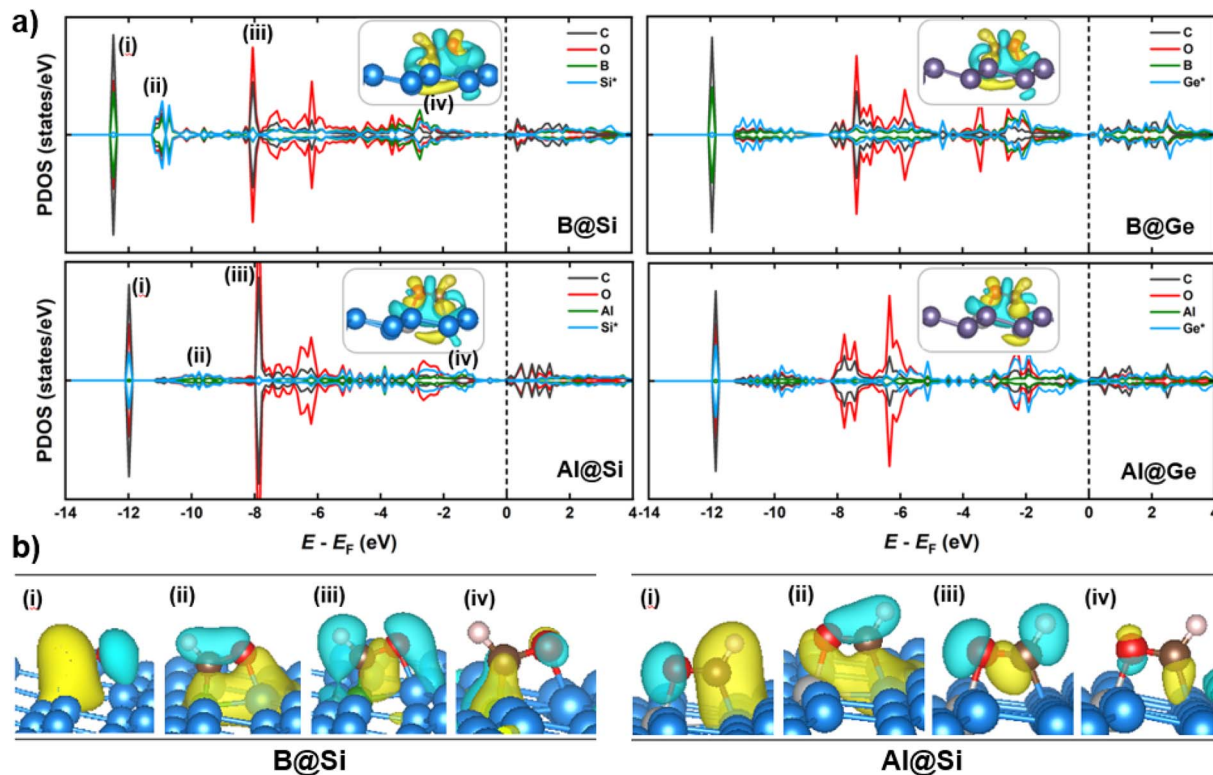 a)
PDOS (states/eV)
(i)
(ii)
(iii)
(iv)
C
O
B
Si*
B@Si
C
O
B
Ge*
B@Ge
PDOS (states/eV)
(i)
(ii)
(iii)
(iv)
C
O
Al
Si*
Al@Si
-14 -12 -10 -8 -6 -4 -2 0 2 4
E - EF (eV)
C
O
Al
Ge*
Al@Ge
-14 -12 -10 -8 -6 -4 -2 0 2 4
E - EF (eV)
b)
(i) (ii) (iii) (iv)
B@Si
(i) (ii) (iii) (iv)
Al@Si